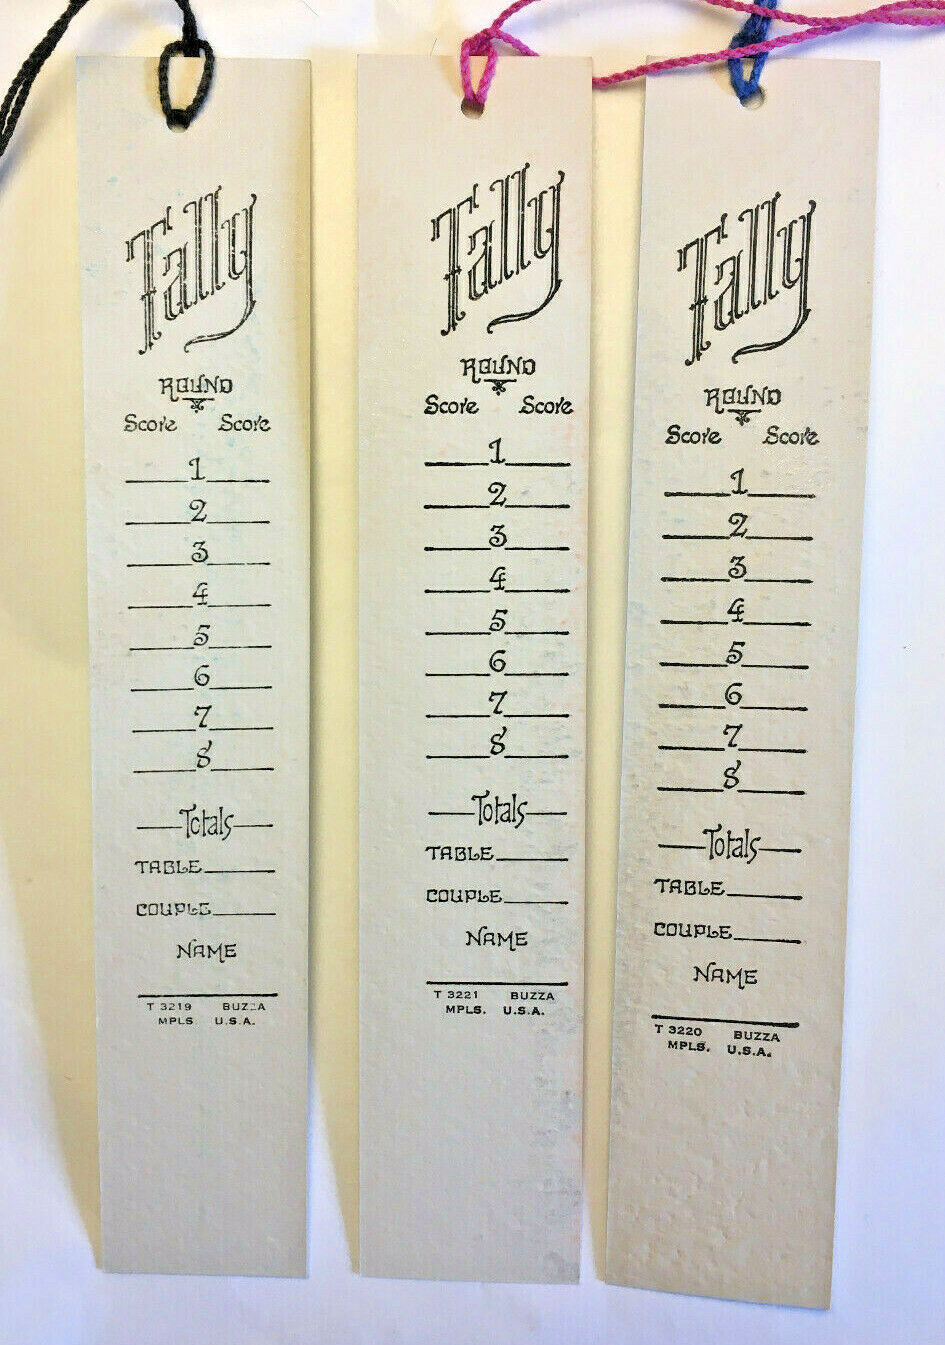 Tally
ROUND
Score Score
1
2
3
4
5
6
7
8
Totals
TABLE
COUPLE
NAME
T 3219 BUZZA
MPLS. U.S.A.
Tally
ROUND
Score Score
1
2
3
4
5
6
7
8
Totals
TABLE
COUPLE
NAME
T 3221 BUZZA
MPLS. U.S.A.
Tally
ROUND
Score Score
1
2
3
4
5
6
7
8
Totals
TABLE
COUPLE
NAME
T 3220 BUZZA
MPLS. U.S.A.